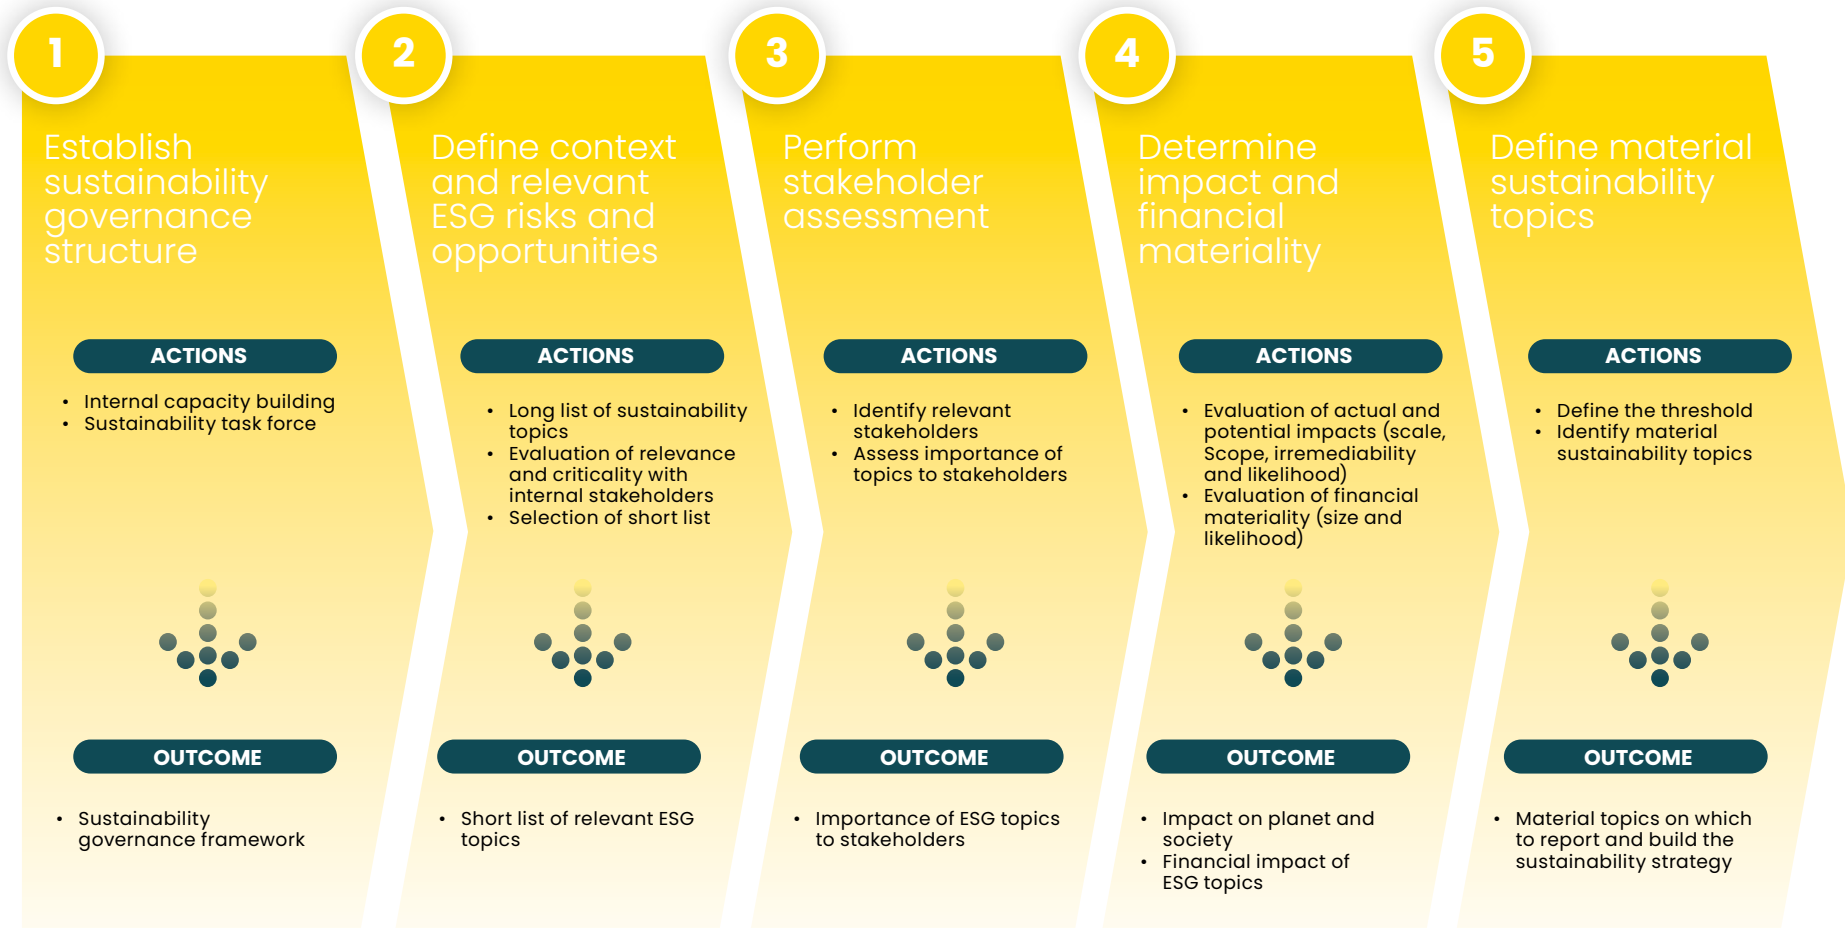 1
Establish
sustainability
governance
structure
ACTIONS
• Internal capacity building
• Sustainability task force
OUTCOME
• Sustainability
governance framework
2
Define context
and relevant
ESG risks and
opportunities
ACTIONS
• Long list of sustainability
topics
• Evaluation of relevance
and criticality with
internal stakeholders
• Selection of short list
OUTCOME
• Short list of relevant ESG
topics
3
Perform
stakeholder
assessment
ACTIONS
• Identify relevant
stakeholders
• Assess importance of
topics to stakeholders
OUTCOME
• Importance of ESG topics
to stakeholders
4
Determine
impact and
financial
materiality
ACTIONS
• Evaluation of actual and
potential impacts (scale,
Scope, irremediability
and likelihood)
• Evaluation of financial
materiality (size and
likelihood)
OUTCOME
• Impact on planet and
society
• Financial impact of
ESG topics
5
Define material
sustainability
topics
ACTIONS
• Define the threshold
• Identify material
sustainability topics
OUTCOME
• Material topics on which
to report and build the
sustainability strategy